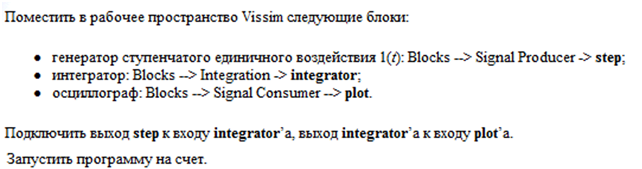 Поместить в рабочее пространство Vissim следующие блоки:
• генератор ступенчатого единичного воздействия 1(t): Blocks --> Signal Producer -> step;
• интегратор: Blocks --> Integration -> integrator;
• осциллограф: Blocks --> Signal Consumer --> plot.
Подключить выход step к входу integrator’а, выход integrator’а к входу plot’а.
Запустить программу на счет.